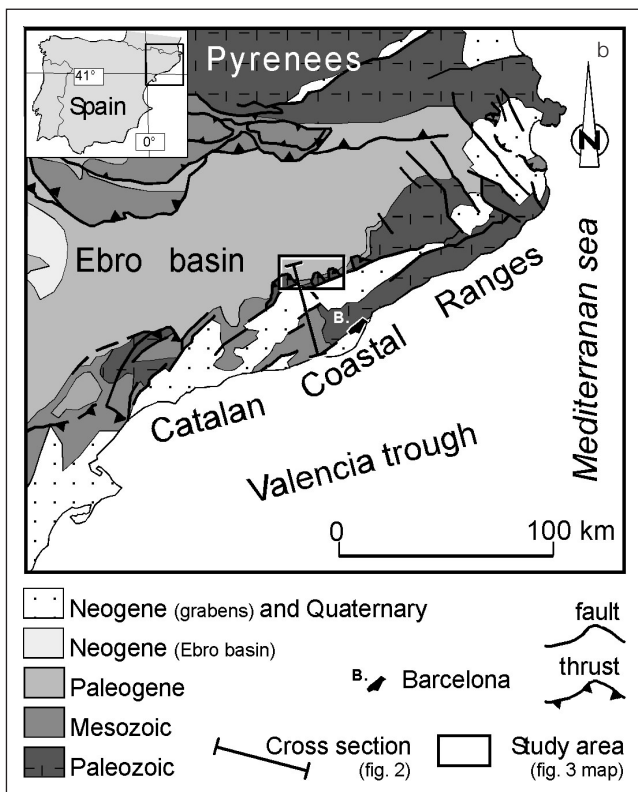 Pyrenees
b
41°
Spain
0°
N
Ebro basin
B.
Catalan Coastal Ranges
Mediterranan sea
Valencia trough
0 100 km
Neogene (grabens) and Quaternary
fault
Neogene (Ebro basin)
thrust
Paleogene
B. Barcelona
Mesozoic
Cross section Study area
(fig. 2) (fig. 3 map)
Paleozoic